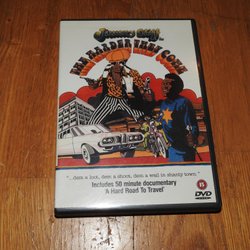 Jimmy Cliff
THE HARDER THEY COME
"...dem a loot, dem a shoot, dem a wail in shanty town."
Includes 50 minute documentary
'A Hard Road To Travel'
15
DVD